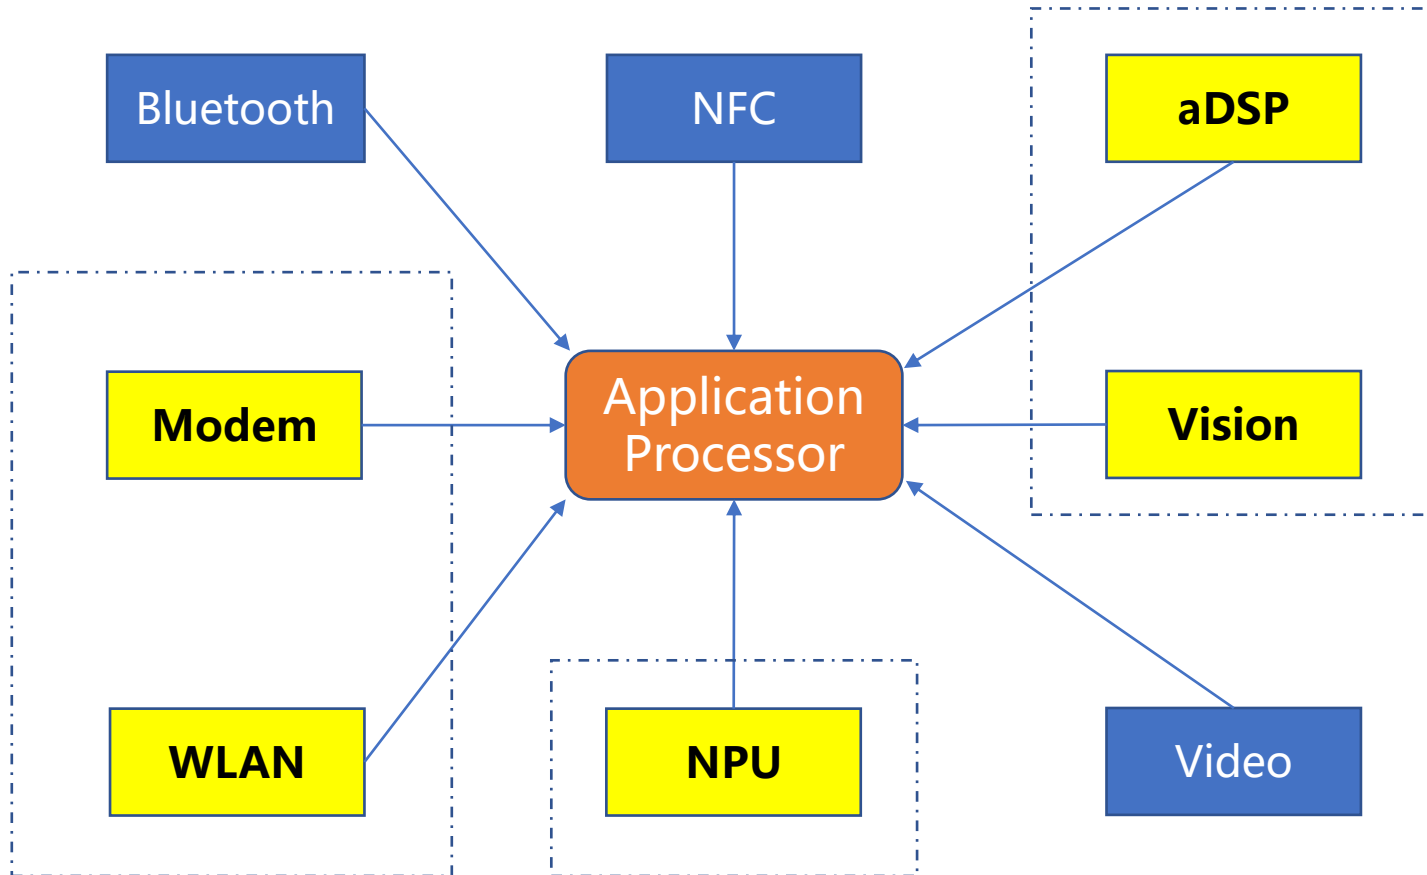 Bluetooth
NFC
aDSP
Modem
Application
Processor
Vision
WLAN
NPU
Video